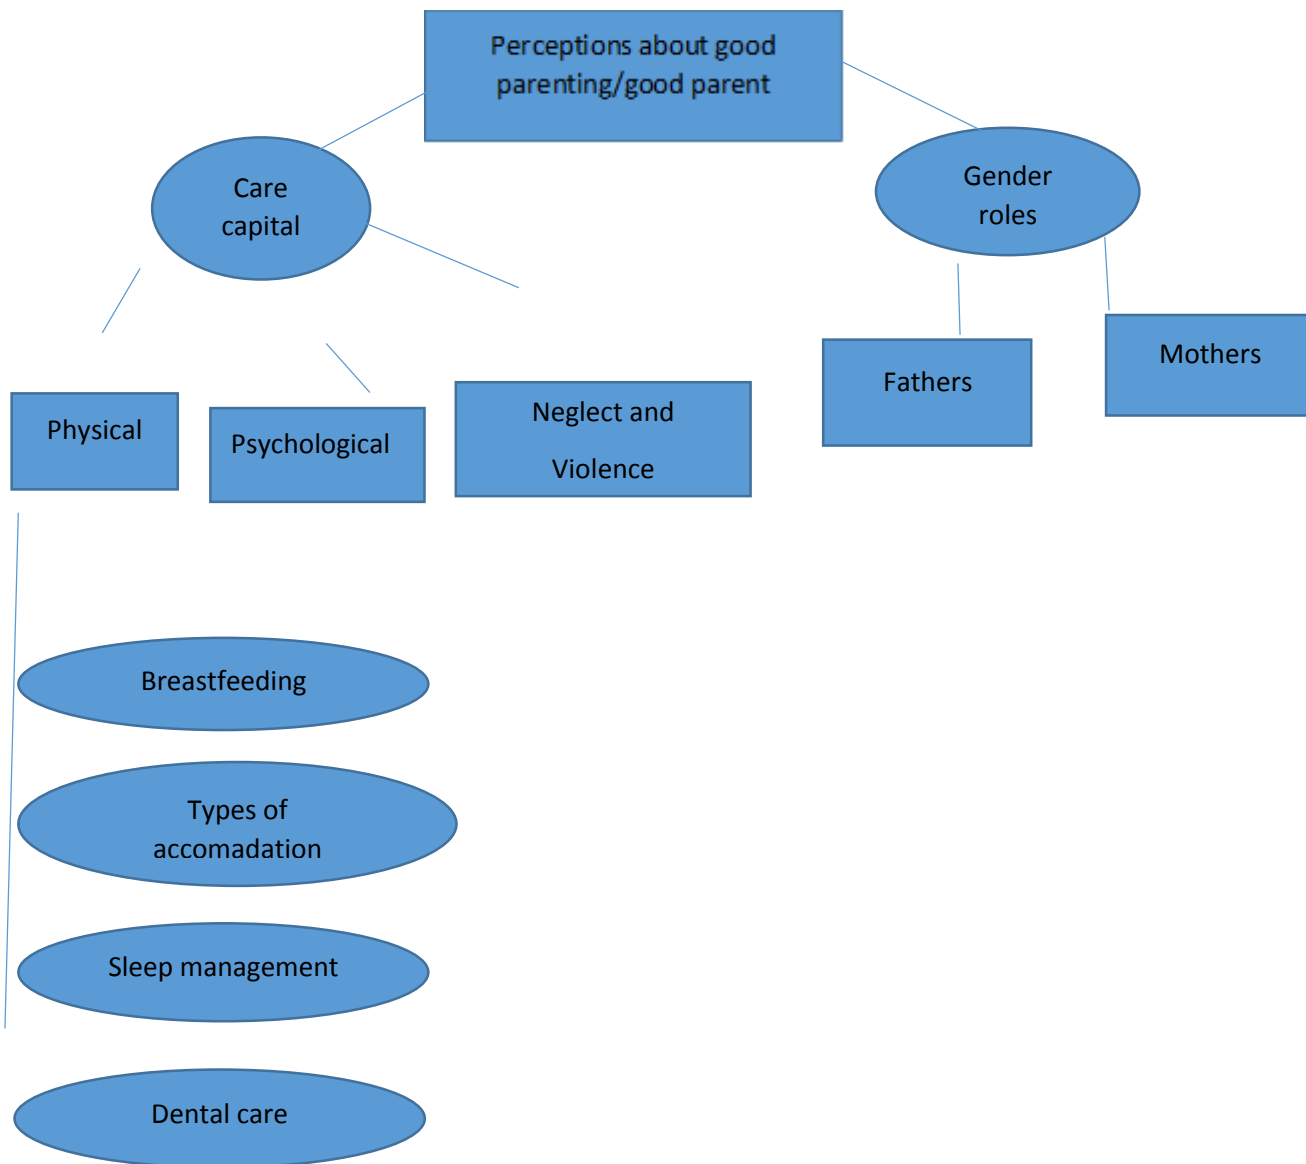 Perceptions about good
parenting/good parent
Care
capital
Gender
roles
Physical
Psychological
Neglect and
Violence
Fathers
Mothers
Breastfeeding
Types of
accomadation
Sleep management
Dental care